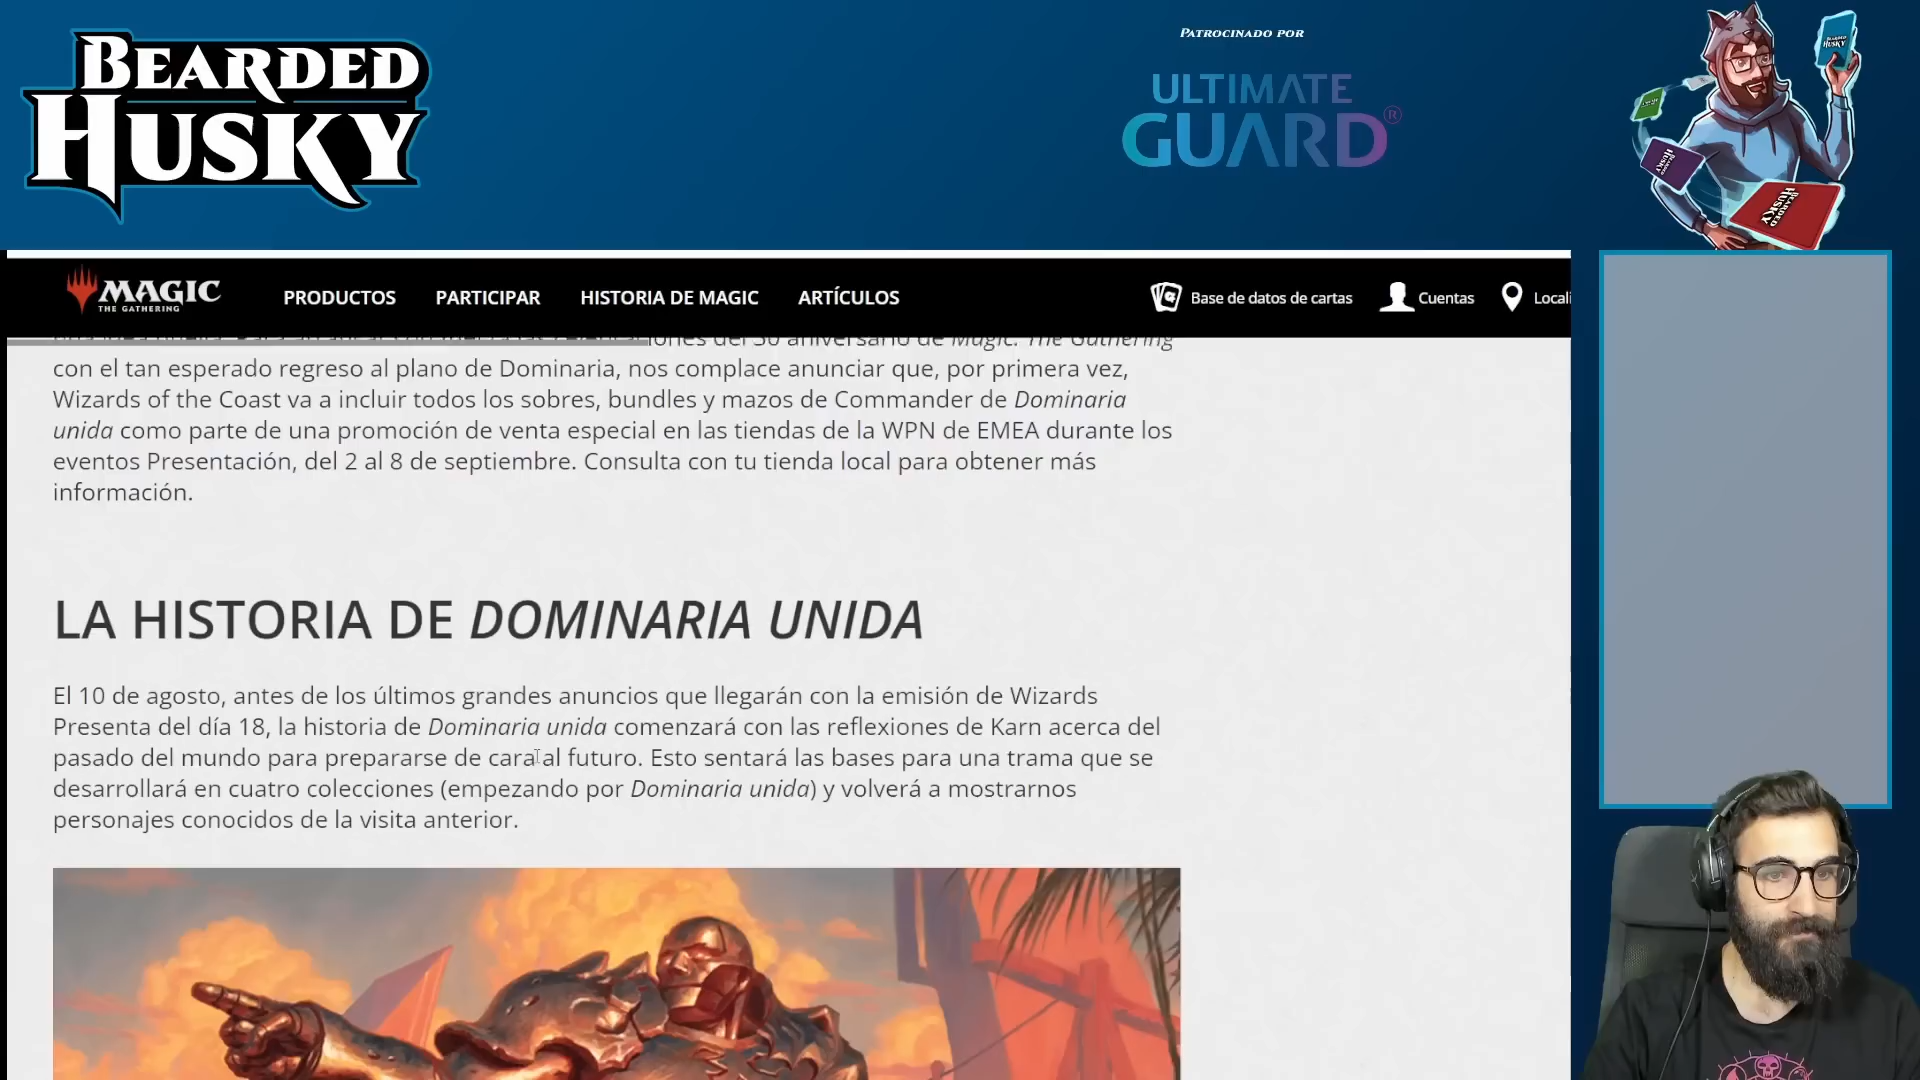 BEARDED
HUSKY
PATROCINADO POR
ULTIMATE
GUARD®
BEARDED
HUSKY
HUSKY
BEARDED
HUSKY
MAGIC
THE GATHERING
PRODUCTOS
PARTICIPAR
HISTORIA DE MAGIC
ARTÍCULOS
Base de datos de cartas
Cuentas
Locali
30 aniversario de Magic: The Gathering
con el tan esperado regreso al plano de Dominaria, nos complace anunciar que, por primera vez,
Wizards of the Coast va a incluir todos los sobres, bundles y mazos de Commander de Dominaria
unida como parte de una promoción de venta especial en las tiendas de la WPN de EMEA durante los
eventos Presentación, del 2 al 8 de septiembre. Consulta con tu tienda local para obtener más
información.
LA HISTORIA DE DOMINARIA UNIDA
El 10 de agosto, antes de los últimos grandes anuncios que llegarán con la emisión de Wizards
Presenta del día 18, la historia de Dominaria unida comenzará con las reflexiones de Karn acerca del
pasado del mundo para prepararse de cara al futuro. Esto sentará las bases para una trama que se
desarrollará en cuatro colecciones (empezando por Dominaria unida) y volverá a mostrarnos
personajes conocidos de la visita anterior.